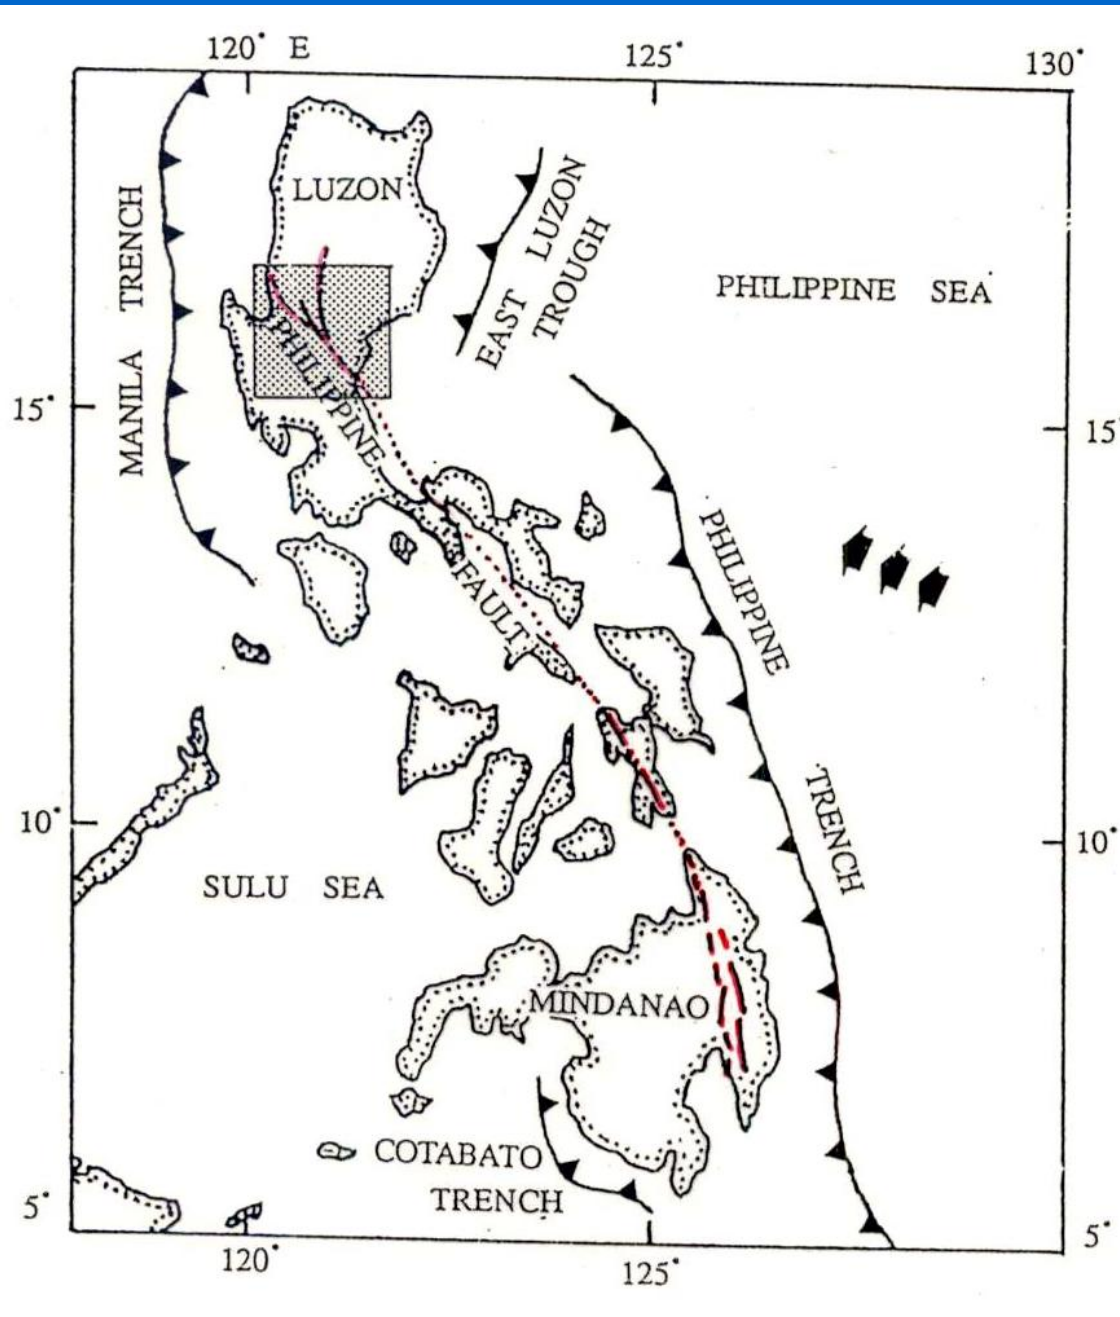 120° E
125°
130°
LUZON
MANILA TRENCH
EAST LUZON
TROUGH
PHILIPPINE SEA
15°
15°
PHILIPPINE
FAULT
PHILIPPINE
TRENCH
10°
10°
SULU SEA
MINDANAO
COTABATO
TRENCH
5°
5°
120°
125°